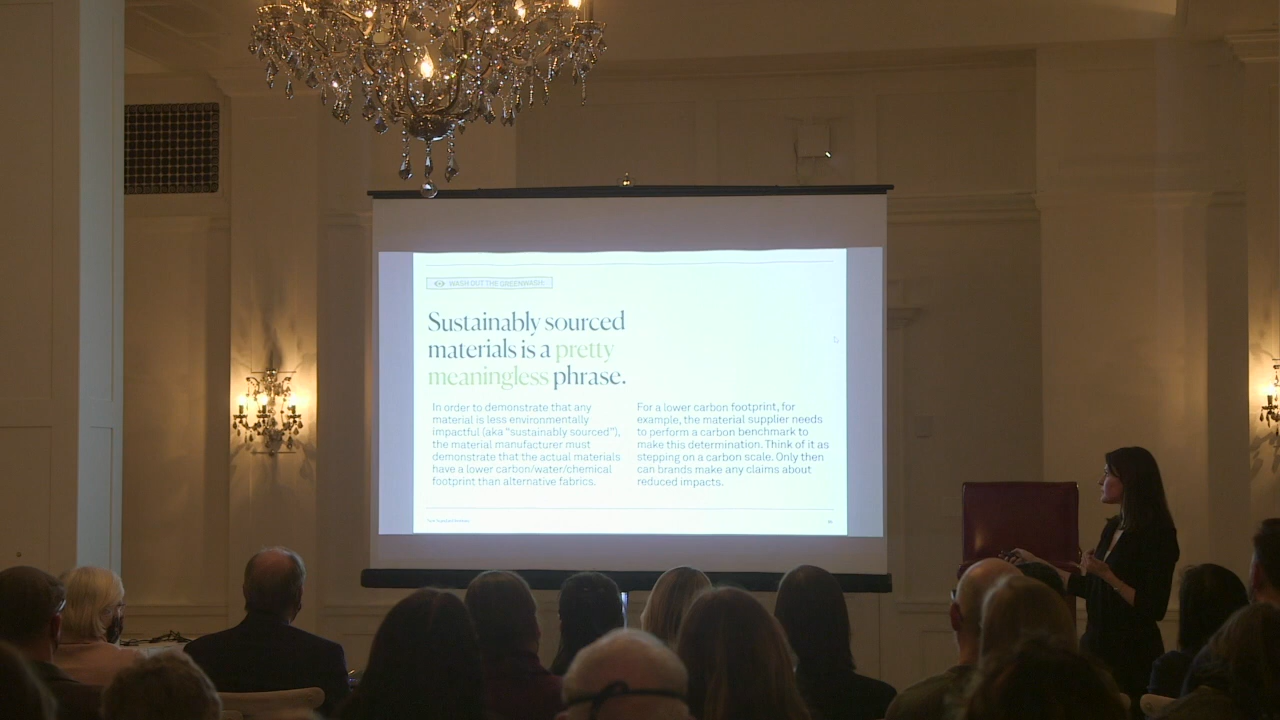 WASH OUT THE GREENWASH
Sustainably sourced
materials is a pretty
meaningless phrase.
In order to demonstrate that any
material is less environmentally
impactful (aka “sustainably sourced”),
the material manufacturer must
demonstrate that the actual materials
have a lower carbon/water/chemical
footprint than alternative fabrics.
For a lower carbon footprint, for
example, the material supplier needs
to perform a carbon benchmark to
make this determination. Think of it as
stepping on a carbon scale. Only then
can brands make any claims about
reduced impacts.